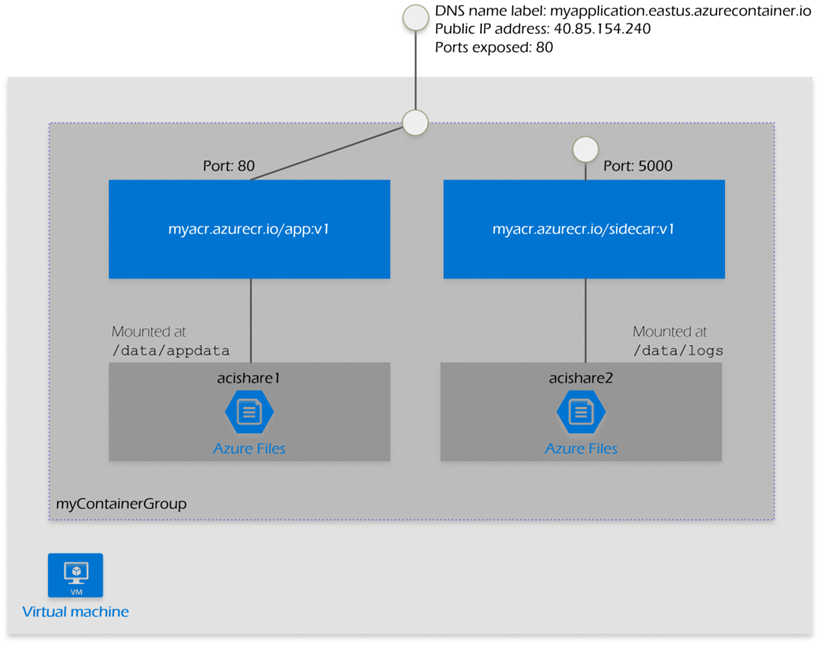 DNS name label: myapplication.eastus.azurecontainer.io
Public IP address: 40.85.154.240
Ports exposed: 80
Port: 80
Port: 5000
myacr.azurecr.io/app:v1
myacr.azurecr.io/sidecar:v1
Mounted at
/data/appdata
Mounted at
/data/logs
acishare1
Azure Files
acishare2
Azure Files
myContainerGroup
VM
Virtual machine